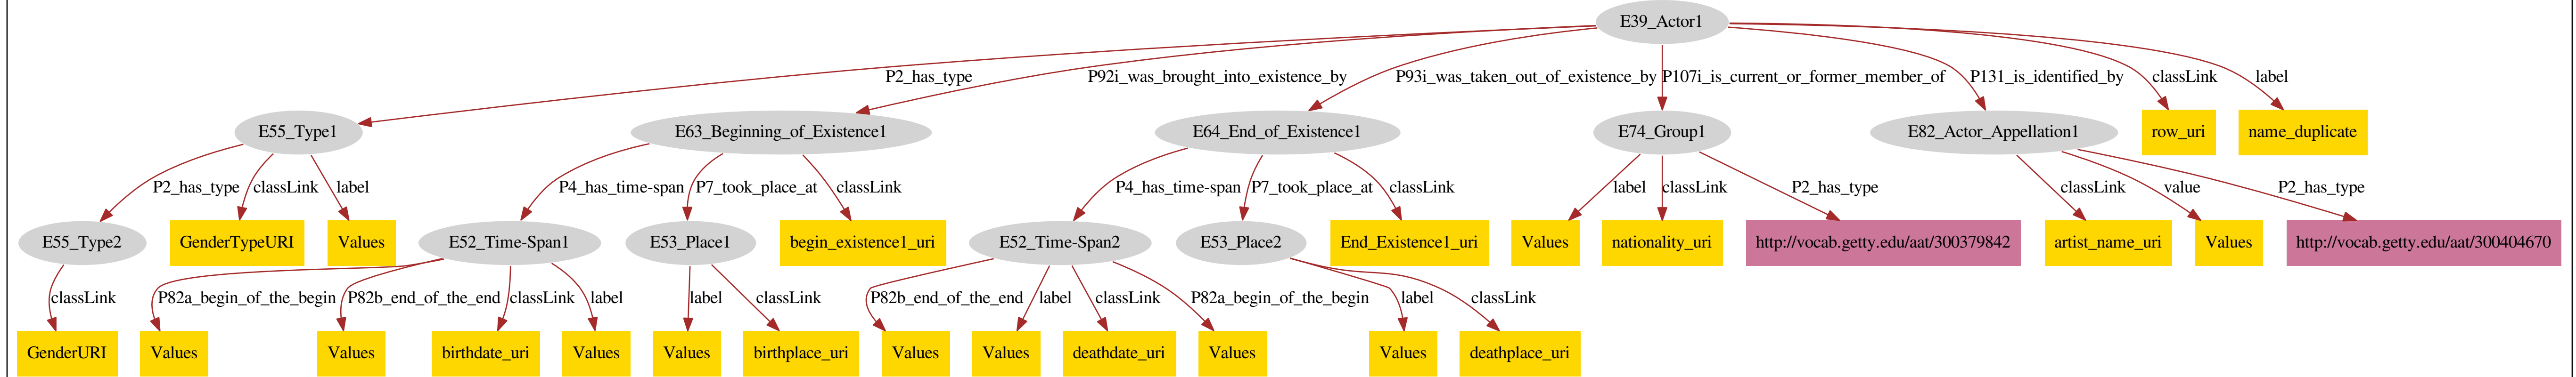 E39_Actor1
P2_has_type
P92i_was_brought_into_existence_by
P93i_was_taken_out_of_existence_by
P107i_is_current_or_former_member_of
P131_is_identified_by
classLink
label
E55_Type1
E63_Beginning_of_Existence1
E64_End_of_Existence1
E74_Group1
E82_Actor_Appellation1
row_uri
name_duplicate
P2_has_type
classLink
label
P4_has_time-span
P7_took_place_at
classLink
P4_has_time-span
P7_took_place_at
classLink
label
classLink
P2_has_type
classLink
value
P2_has_type
E55_Type2
GenderTypeURI
Values
E52_Time-Span1
E53_Place1
begin_existence1_uri
E52_Time-Span2
E53_Place2
End_Existence1_uri
Values
nationality_uri
http://vocab.getty.edu/aat/300379842
artist_name_uri
Values
http://vocab.getty.edu/aat/300404670
classLink
P82a_begin_of_the_begin
P82b_end_of_the_end
classLink
label
label
classLink
P82b_end_of_the_end
label
classLink
P82a_begin_of_the_begin
label
classLink
GenderURI
Values
Values
birthdate_uri
Values
Values
birthplace_uri
Values
Values
deathdate_uri
Values
Values
deathplace_uri